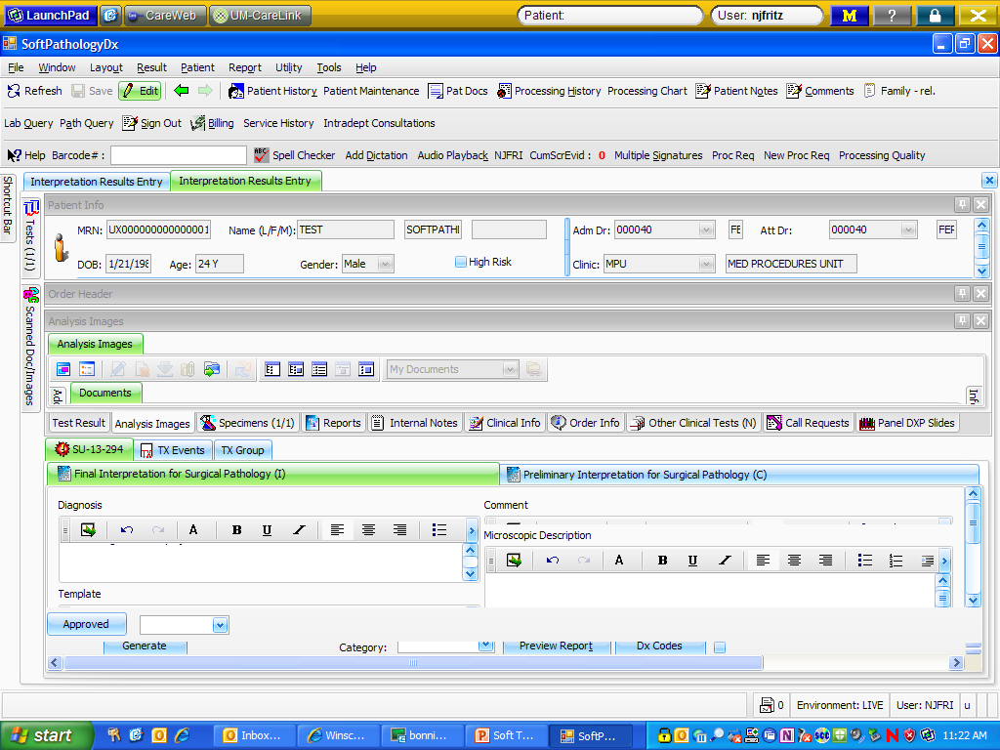 LaunchPad CareWeb UM-CareLink Patient: User: njfritz M ?
SoftPathologyDx
File Window Layout Result Patient Report Utility Tools Help
Refresh Save Edit Patient History Patient Maintenance Pat Docs Processing History Processing Chart Patient Notes Comments Family - rel.
Lab Query Path Query Sign Out Billing Service History Intradept Consultations
Help Barcode# : ABC Spell Checker Add Dictation Audio Playback NJFRI CumScrEvid : 0 Multiple Signatures Proc Req New Proc Req Processing Quality
Shortcut Bar
Interpretation Results Entry Interpretation Results Entry
Tests (1/1)
Scanned Doc/Images
Patient Info
MRN: UX0000000000001 Name (L/F/M): TEST SOFTPATHI Adm Dr: 000040 FE Att Dr: 000040 FER
DOB: 1/21/198 Age: 24 Y Gender: Male High Risk Clinic: MPU MED PROCEDURES UNIT
Order Header
Analysis Images
Analysis Images
My Documents
Documents
Test Result Analysis Images Specimens (1/1) Reports Internal Notes Clinical Info Order Info Other Clinical Tests (N) Call Requests Panel DXP Slides
SU-13-294 TX Events TX Group
Final Interpretation for Surgical Pathology (I) Preliminary Interpretation for Surgical Pathology (C)
Diagnosis Comment
A B U I
Microscopic Description
A B U I
Template
Approved
Generate Category: Preview Report Dx Codes
0 Environment: LIVE User: NJFRI u
start Inbox... Winsc... bonni... Soft T... SoftP... 11:22 AM